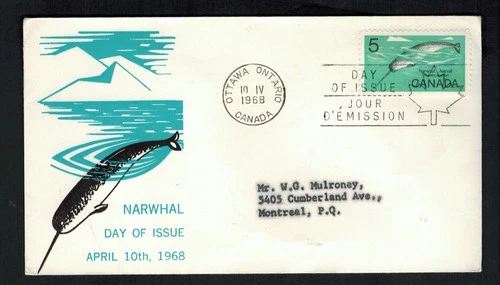 5
CANADA
OTTAWA ONTARIO
10 IV
1968
CANADA
DAY
OF ISSUE
JOUR
D'ÉMISSION
Mr. W.G. Mulroney,
5405 Cumberland Ave.,
Montreal, P.Q.
NARWHAL
DAY OF ISSUE
APRIL 10th, 1968